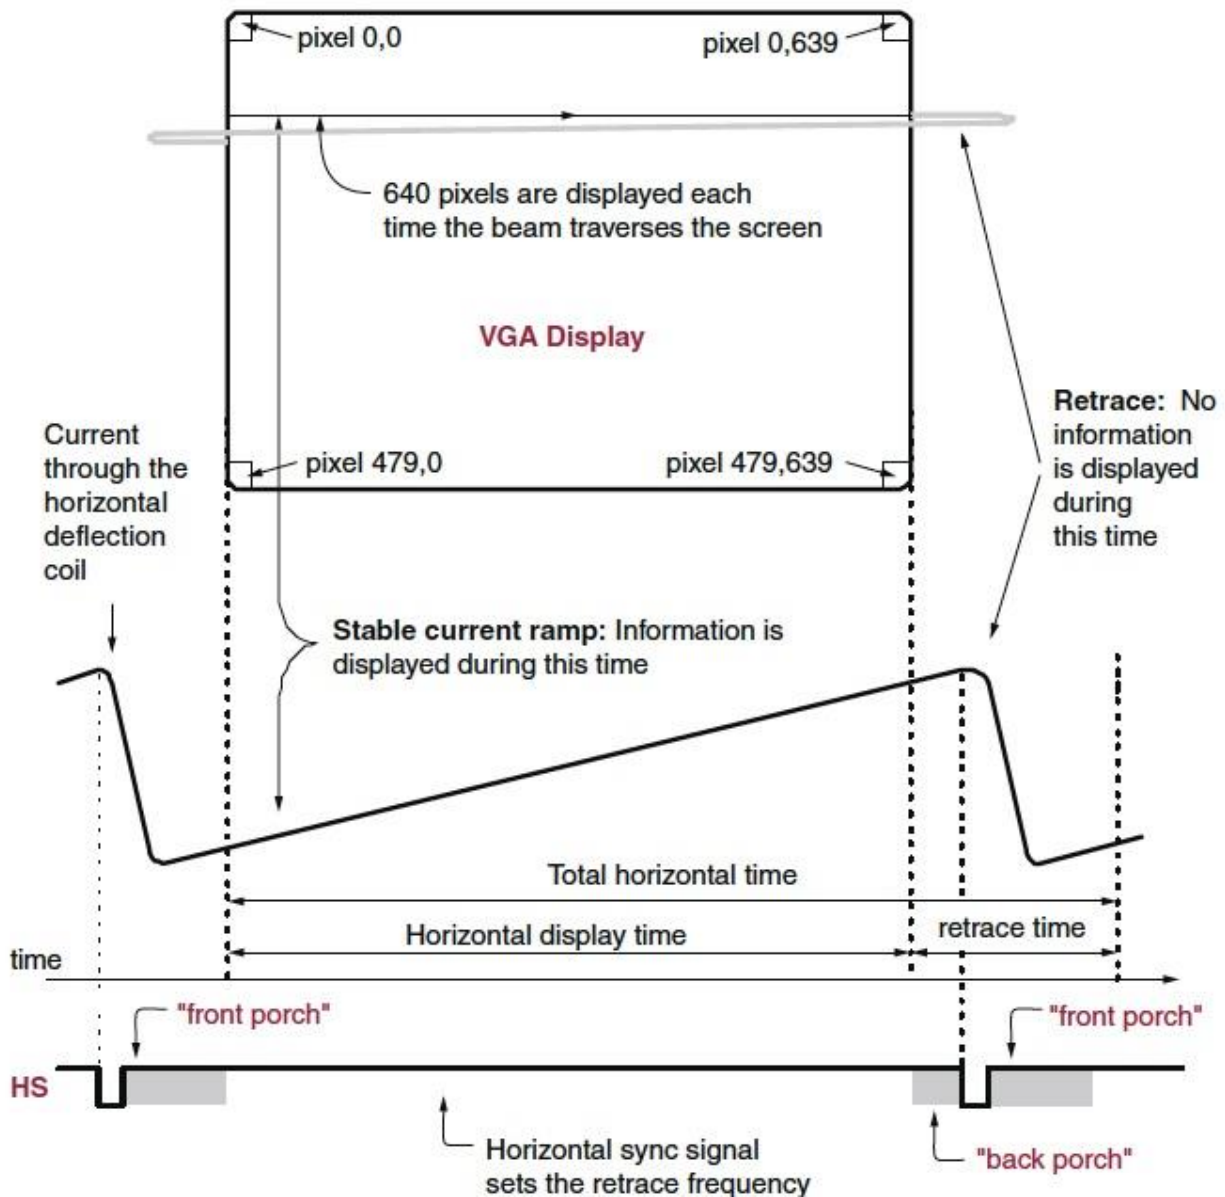 pixel 0,0
pixel 0,639
640 pixels are displayed each
time the beam traverses the screen
VGA Display
Current
through the
horizontal
deflection
coil
pixel 479,0
pixel 479,639
Retrace: No
information
is displayed
during
this time
Stable current ramp: Information is
displayed during this time
Total horizontal time
Horizontal display time
retrace time
time
"front porch"
"front porch"
HS
Horizontal sync signal
sets the retrace frequency
"back porch"